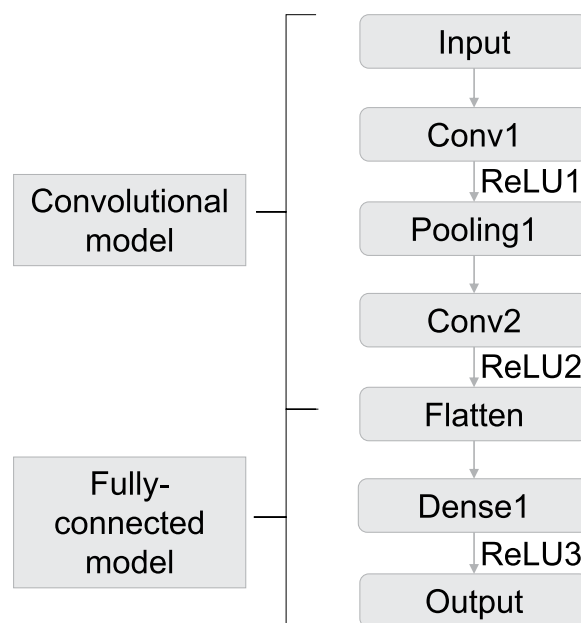 Input
Conv1
ReLU1
Convolutional
model
Pooling1
Conv2
ReLU2
Flatten
Fully-
connected
model
Dense1
ReLU3
Output